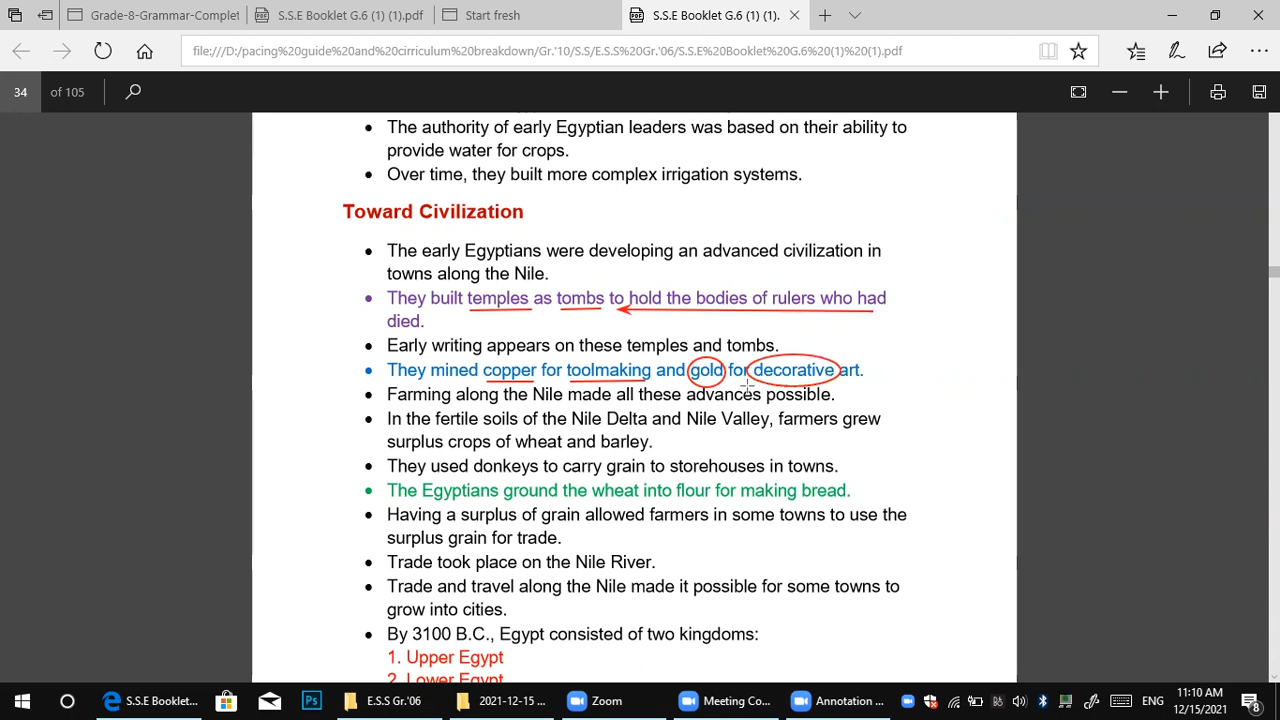 Grade-8-Grammar-Complet
S.S.E Booklet G.6 (1) (1).pdf
Start fresh
S.S.E Booklet G.6 (1) (1).
file:///D:/pacing%20guide%20and%20cirriculum%20breakdown/Gr.'10/S.S/E.S.S%20Gr.'06/S.S.E%20Booklet%20G.6%20(1)%20(1).pdf
34 of 105
• The authority of early Egyptian leaders was based on their ability to
provide water for crops.
• Over time, they built more complex irrigation systems.
Toward Civilization
• The early Egyptians were developing an advanced civilization in
towns along the Nile.
• They built temples as tombs to hold the bodies of rulers who had
died.
• Early writing appears on these temples and tombs.
• They mined copper for toolmaking and gold for decorative art.
• Farming along the Nile made all these advances possible.
• In the fertile soils of the Nile Delta and Nile Valley, farmers grew
surplus crops of wheat and barley.
• They used donkeys to carry grain to storehouses in towns.
• The Egyptians ground the wheat into flour for making bread.
• Having a surplus of grain allowed farmers in some towns to use the
surplus grain for trade.
• Trade took place on the Nile River.
• Trade and travel along the Nile made it possible for some towns to
grow into cities.
• By 3100 B.C., Egypt consisted of two kingdoms:
1. Upper Egypt
2. Lower Egypt
S.S.E Booklet...
Ps
E.S.S Gr.'06
2021-12-15 ...
Zoom
Meeting Co...
Annotation ...
ENG
11:10 AM
12/15/2021
8